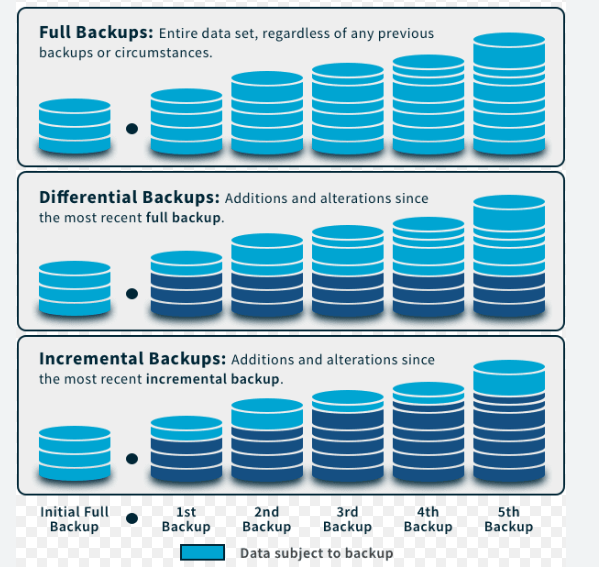 Full Backups: Entire data set, regardless of any previous
backups or circumstances.
Differential Backups: Additions and alterations since
the most recent full backup.
Incremental Backups: Additions and alterations since
the most recent incremental backup.
Initial Full
Backup
1st
Backup
2nd
Backup
3rd
Backup
4th
Backup
5th
Backup
Data subject to backup